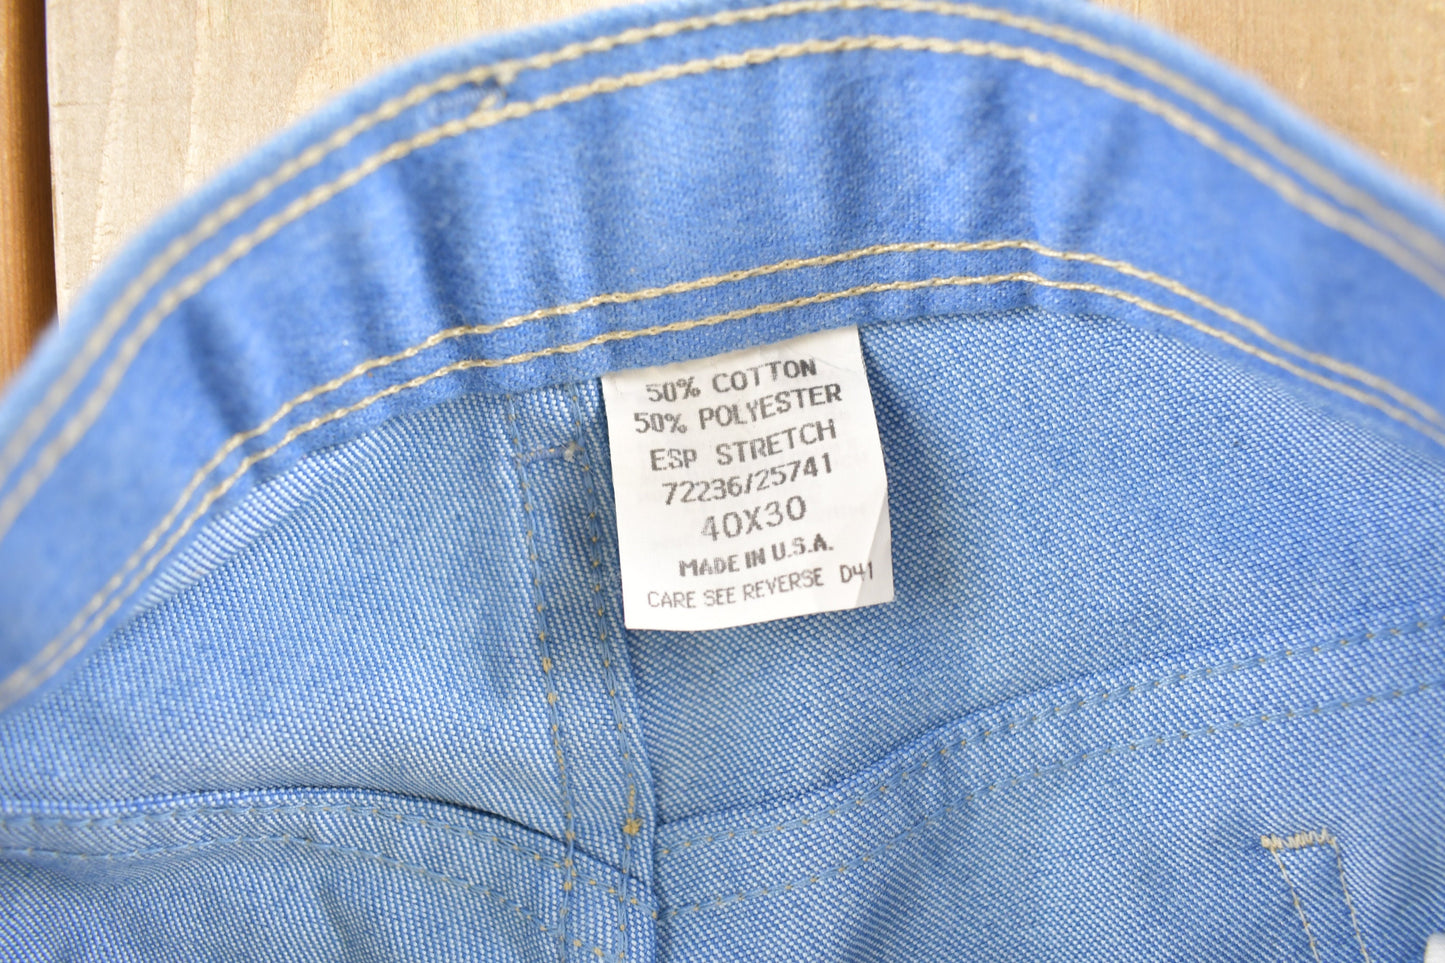 50% COTTON
50% POLYESTER
ESP STRETCH
72236/25741
40X30
MADE IN U.S.A.
CARE SEE REVERSE D41